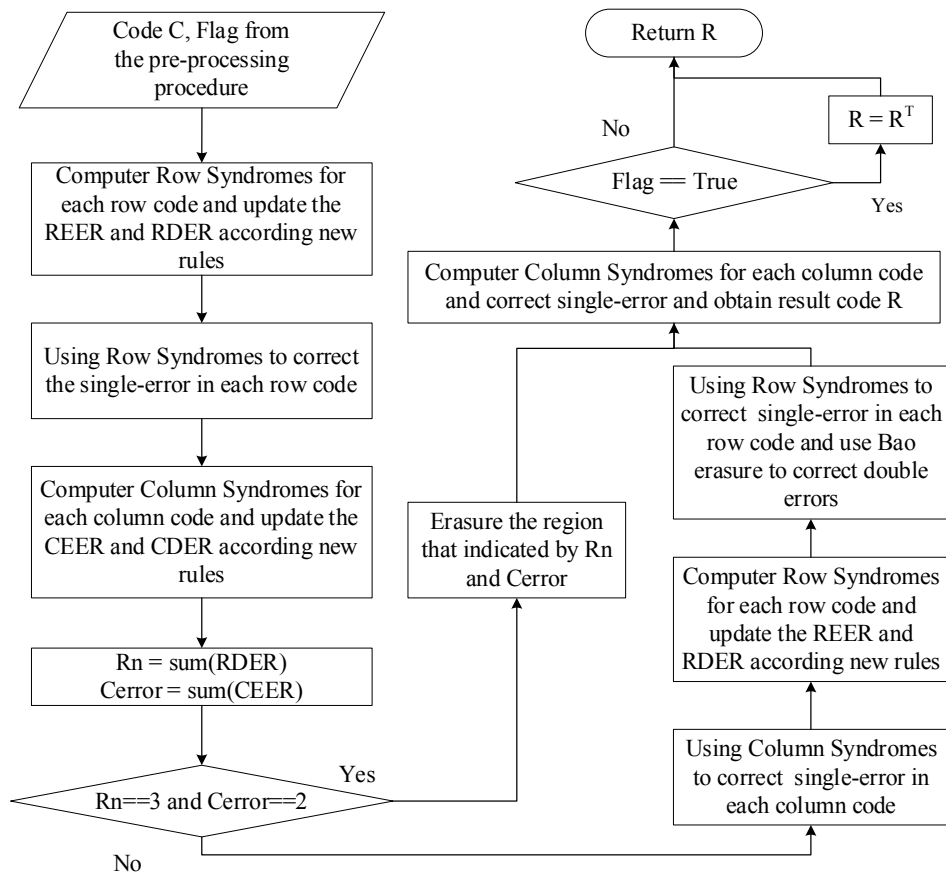 Code C, Flag from
the pre-processing
procedure
Computer Row Syndromes for
each row code and update the
REER and RDER according new
rules
Using Row Syndromes to correct
the single-error in each row code
Computer Column Syndromes for
each column code and update the
CEER and CDER according new
rules
Rn = sum(RDER)
Cerror = sum(CEER)
Rn==3 and Cerror==2
Yes
No
Erasure the region
that indicated by Rn
and Cerror
Using Column Syndromes
to correct single-error in
each column code
Computer Row Syndromes
for each row code and
update the REER and
RDER according new rules
Using Row Syndromes to
correct single-error in each
row code and use Bao
erasure to correct double
errors
Computer Column Syndromes for each column code
and correct single-error and obtain result code R
Flag == True
No
Yes
R = R^T
Return R